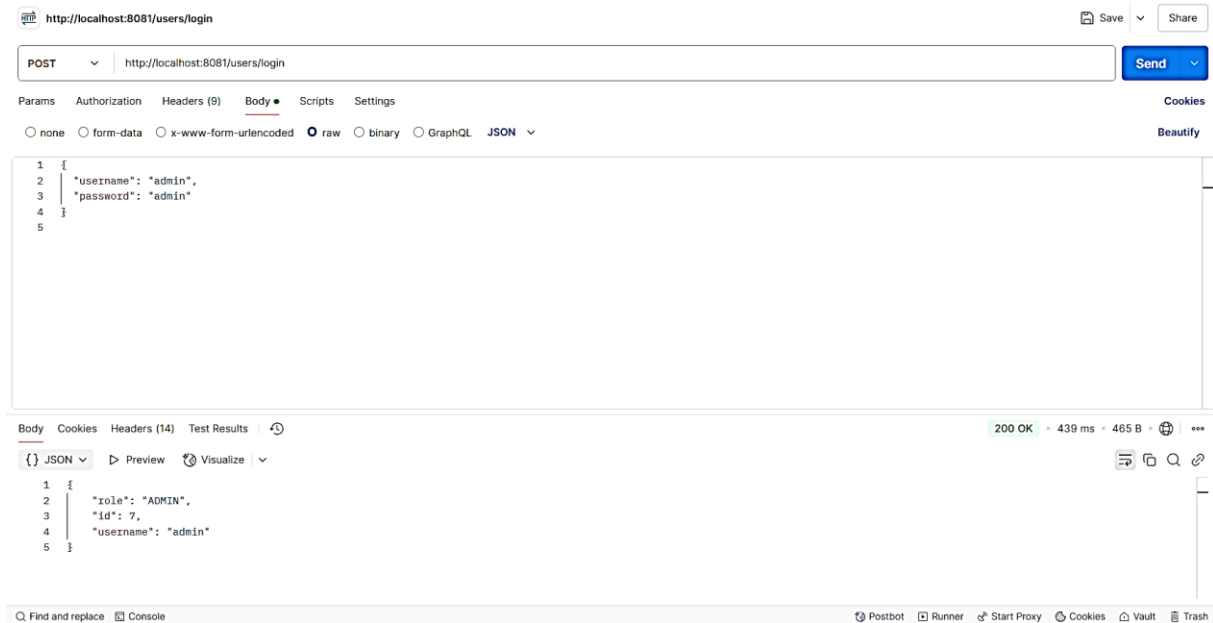 HTTP http://localhost:8081/users/login Save Share
POST http://localhost:8081/users/login Send
Params Authorization Headers (9) Body Scripts Settings Cookies
none form-data x-www-form-urlencoded raw binary GraphQL JSON Beautify
1 {
2 "username": "admin",
3 "password": "admin"
4 }
5
Body Cookies Headers (14) Test Results 200 OK • 439 ms • 465 B •
{} JSON Preview Visualize
1 {
2 "role": "ADMIN",
3 "id": 7,
4 "username": "admin"
5 }
Find and replace Console Postbot Runner Start Proxy Cookies Vault Trash